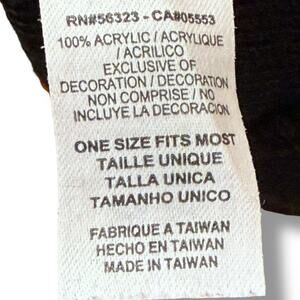 RN#56323 - CA#05553
100% ACRYLIC / ACRYLIQUE
/ ACRILICO
EXCLUSIVE OF
DECORATION / DECORATION
NON COMPRISE / NO
INCLUYE LA DECORACION
ONE SIZE FITS MOST
TAILLE UNIQUE
TALLA UNICA
TAMANHO UNICO
FABRIQUE A TAIWAN
HECHO EN TAIWAN
MADE IN TAIWAN